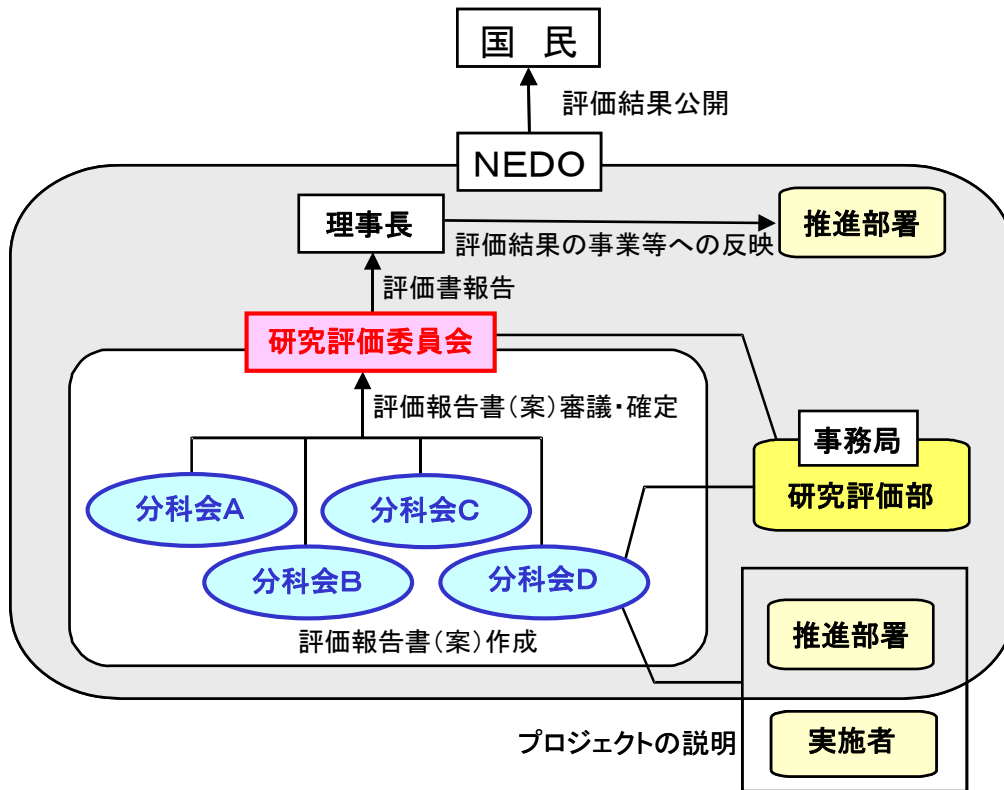 国　民
評価結果公開
NEDO
理事長
推進部署
評価結果の事業等への反映
評価書報告
研究評価委員会
評価報告書(案)審議・確定
事務局
研究評価部
分科会A
分科会C
分科会B
分科会D
評価報告書(案)作成
推進部署
プロジェクトの説明
実施者